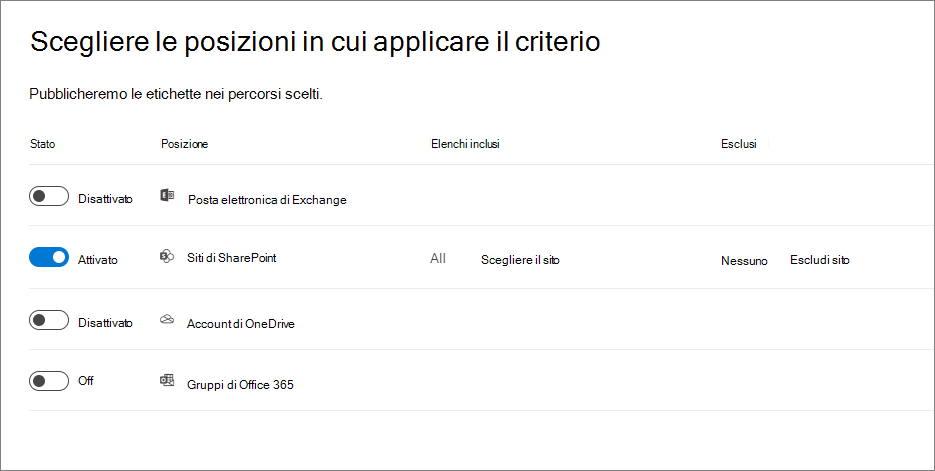 Scegliere le posizioni in cui applicare il criterio
Pubblicheremo le etichette nei percorsi scelti.
Stato Posizione Elenchi inclusi Esclusi
Disattivato Posta elettronica di Exchange
Attivato Siti di SharePoint All Scegliere il sito Nessuno Escludi sito
Disattivato Account di OneDrive
Off Gruppi di Office 365